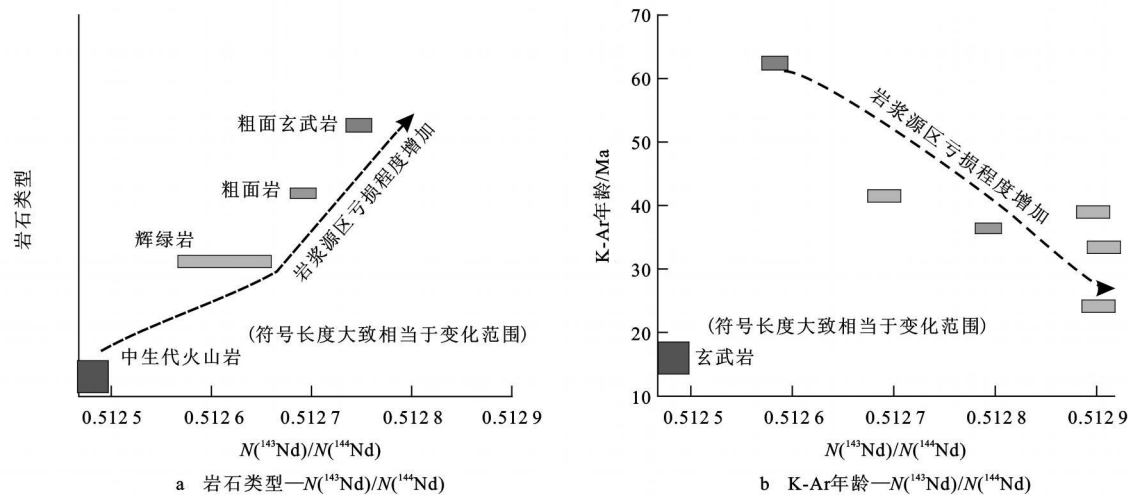 岩石类型
粗面玄武岩
粗面岩
辉绿岩
岩浆源区亏损程度增加
(符号长度大致相当于变化范围)
中生代火山岩
0.512 5
0.512 6
0.512 7
0.512 8
0.512 9
N(¹⁴³Nd)/N(¹⁴⁴Nd)
a 岩石类型—N(¹⁴³Nd)/N(¹⁴⁴Nd)
K-Ar年龄/Ma
70
60
50
40
30
20
10
岩浆源区亏损程度增加
(符号长度大致相当于变化范围)
玄武岩
0.512 5
0.512 6
0.512 7
0.512 8
0.512 9
N(¹⁴³Nd)/N(¹⁴⁴Nd)
b K-Ar年龄—N(¹⁴³Nd)/N(¹⁴⁴Nd)